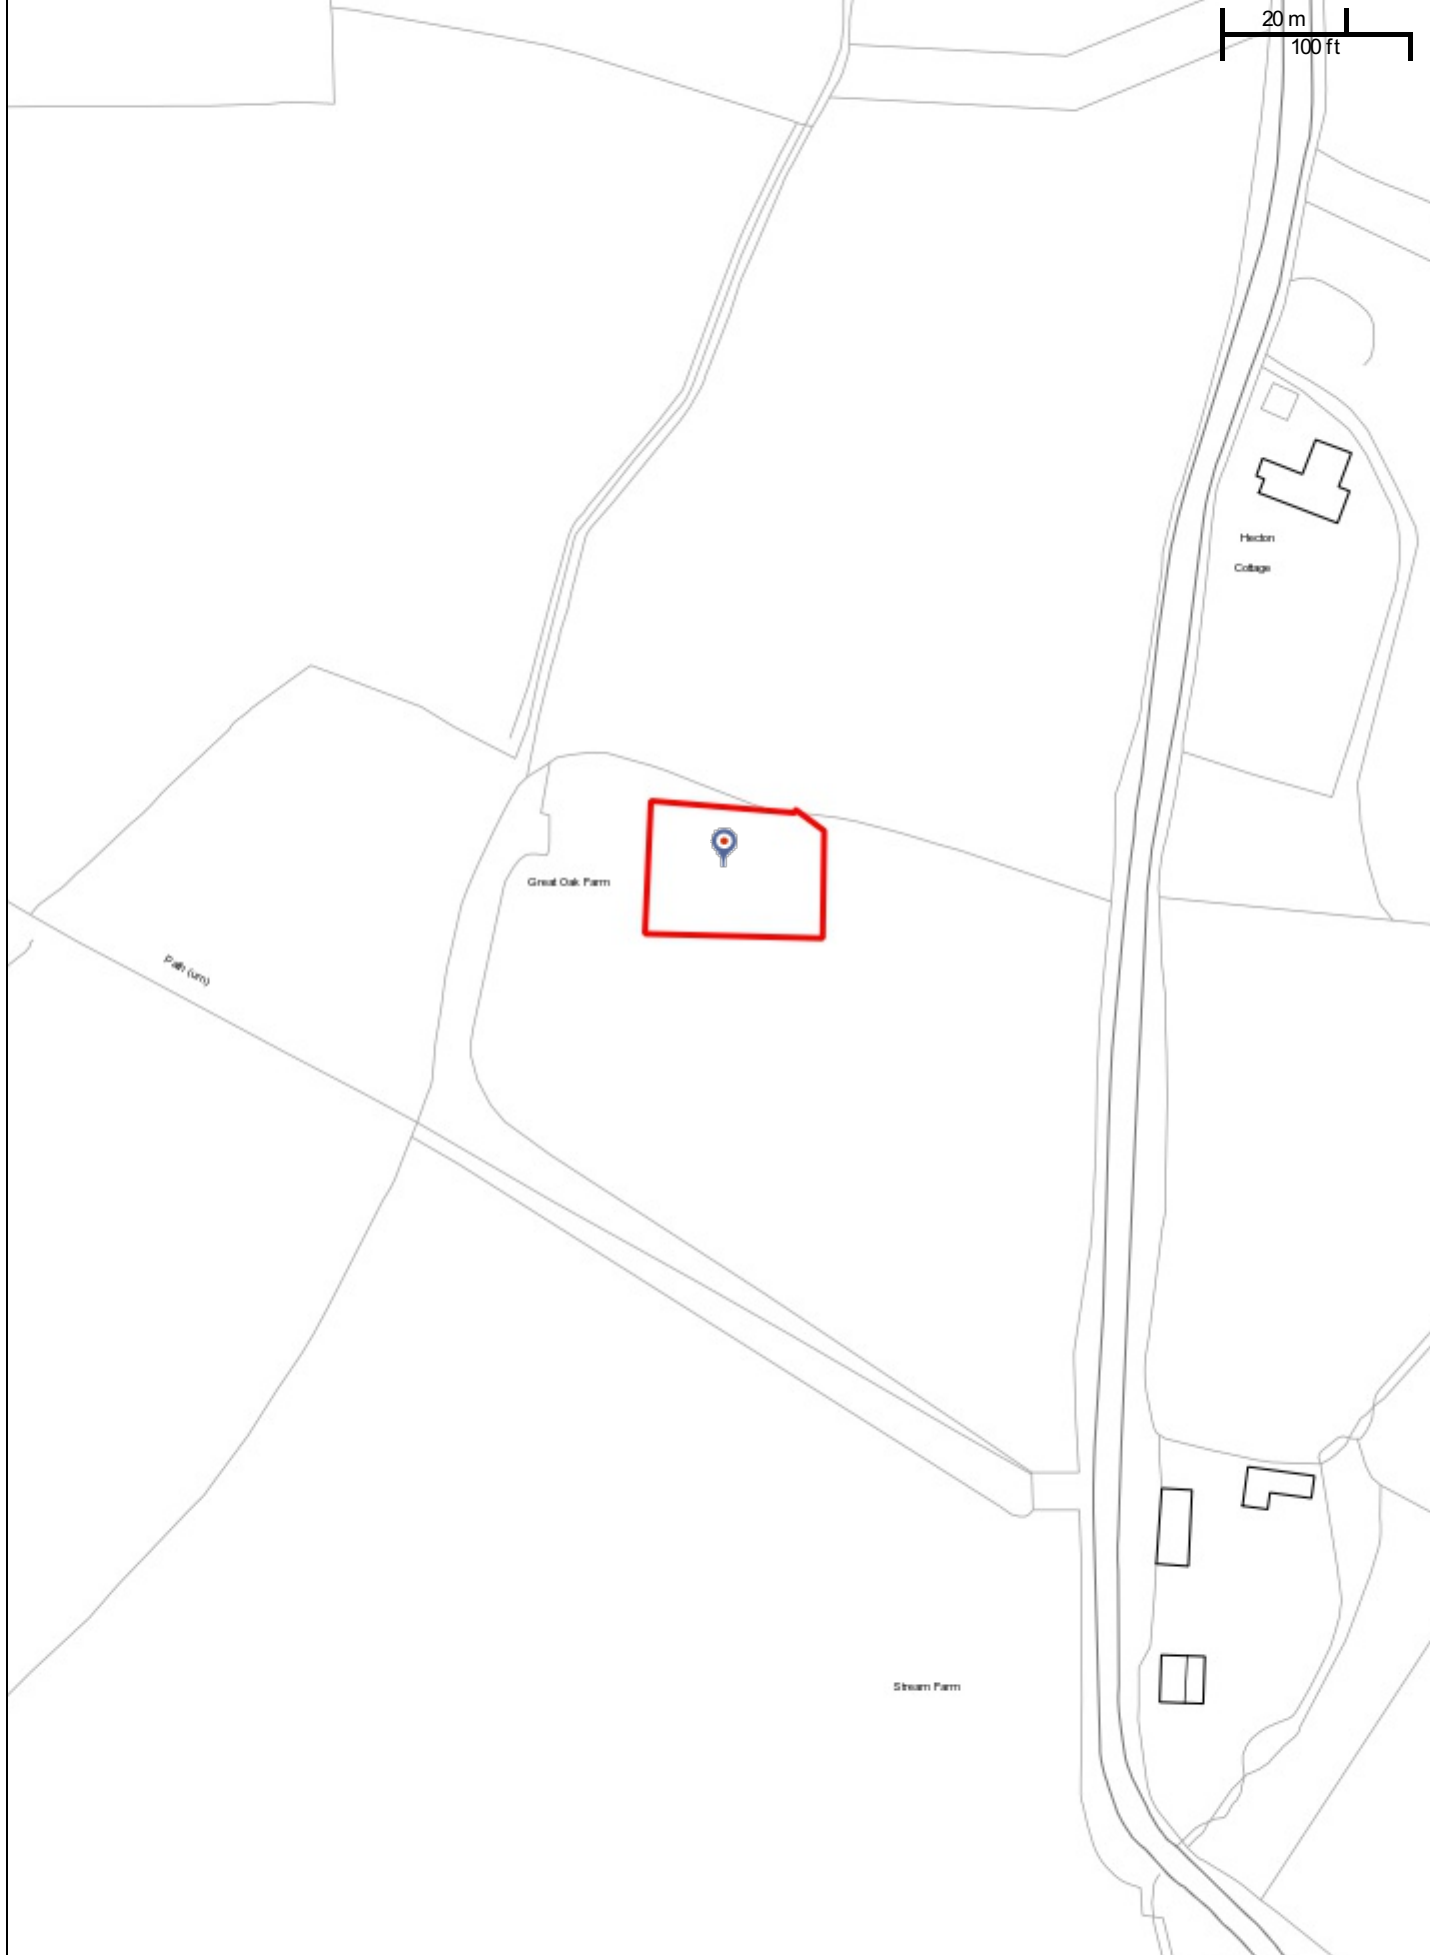 20 m
100 ft
Hecton
Cottage
Great Oak Farm
Path (um)
Stream Farm